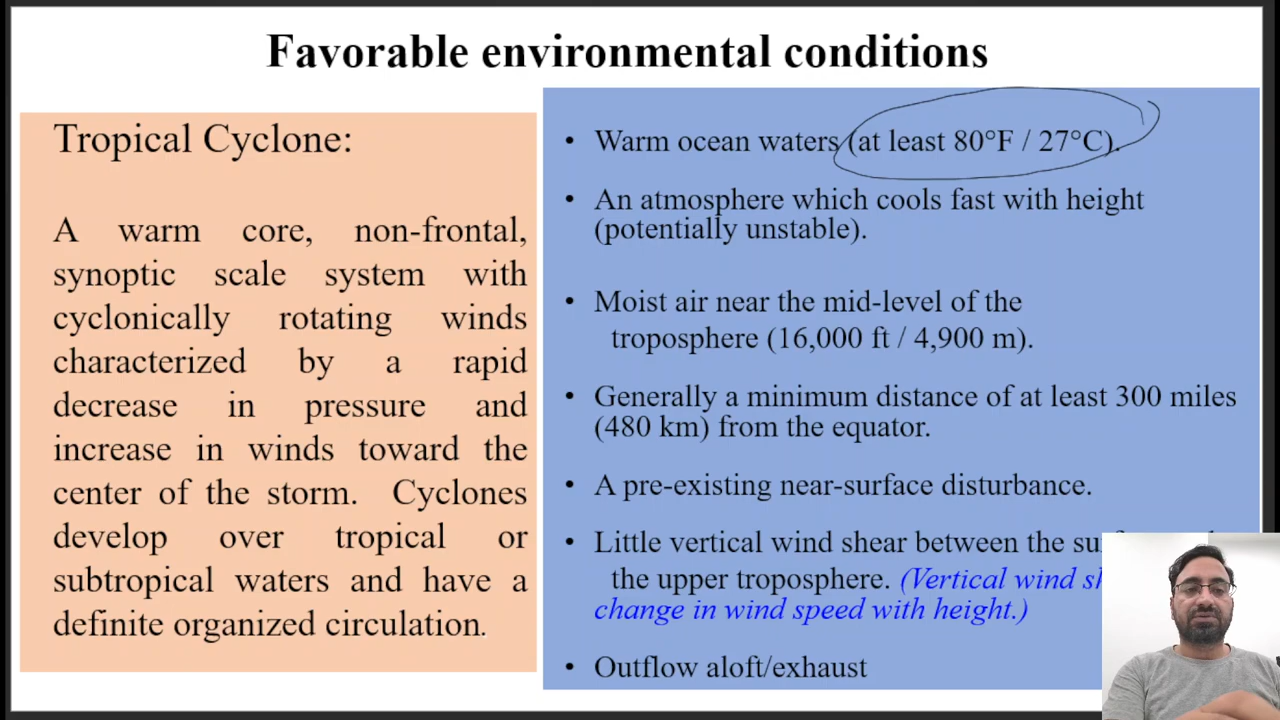 Favorable environmental conditions
Tropical Cyclone:
A warm core, non-frontal,
synoptic scale system with
cyclonically rotating winds
characterized by a rapid
decrease in pressure and
increase in winds toward the
center of the storm. Cyclones
develop over tropical or
subtropical waters and have a
definite organized circulation.
• Warm ocean waters (at least 80°F / 27°C).
• An atmosphere which cools fast with height
(potentially unstable).
• Moist air near the mid-level of the
troposphere (16,000 ft / 4,900 m).
• Generally a minimum distance of at least 300 miles
(480 km) from the equator.
• A pre-existing near-surface disturbance.
• Little vertical wind shear between the
the upper troposphere. (Vertical wind
change in wind speed with height.)
• Outflow aloft/exhaust